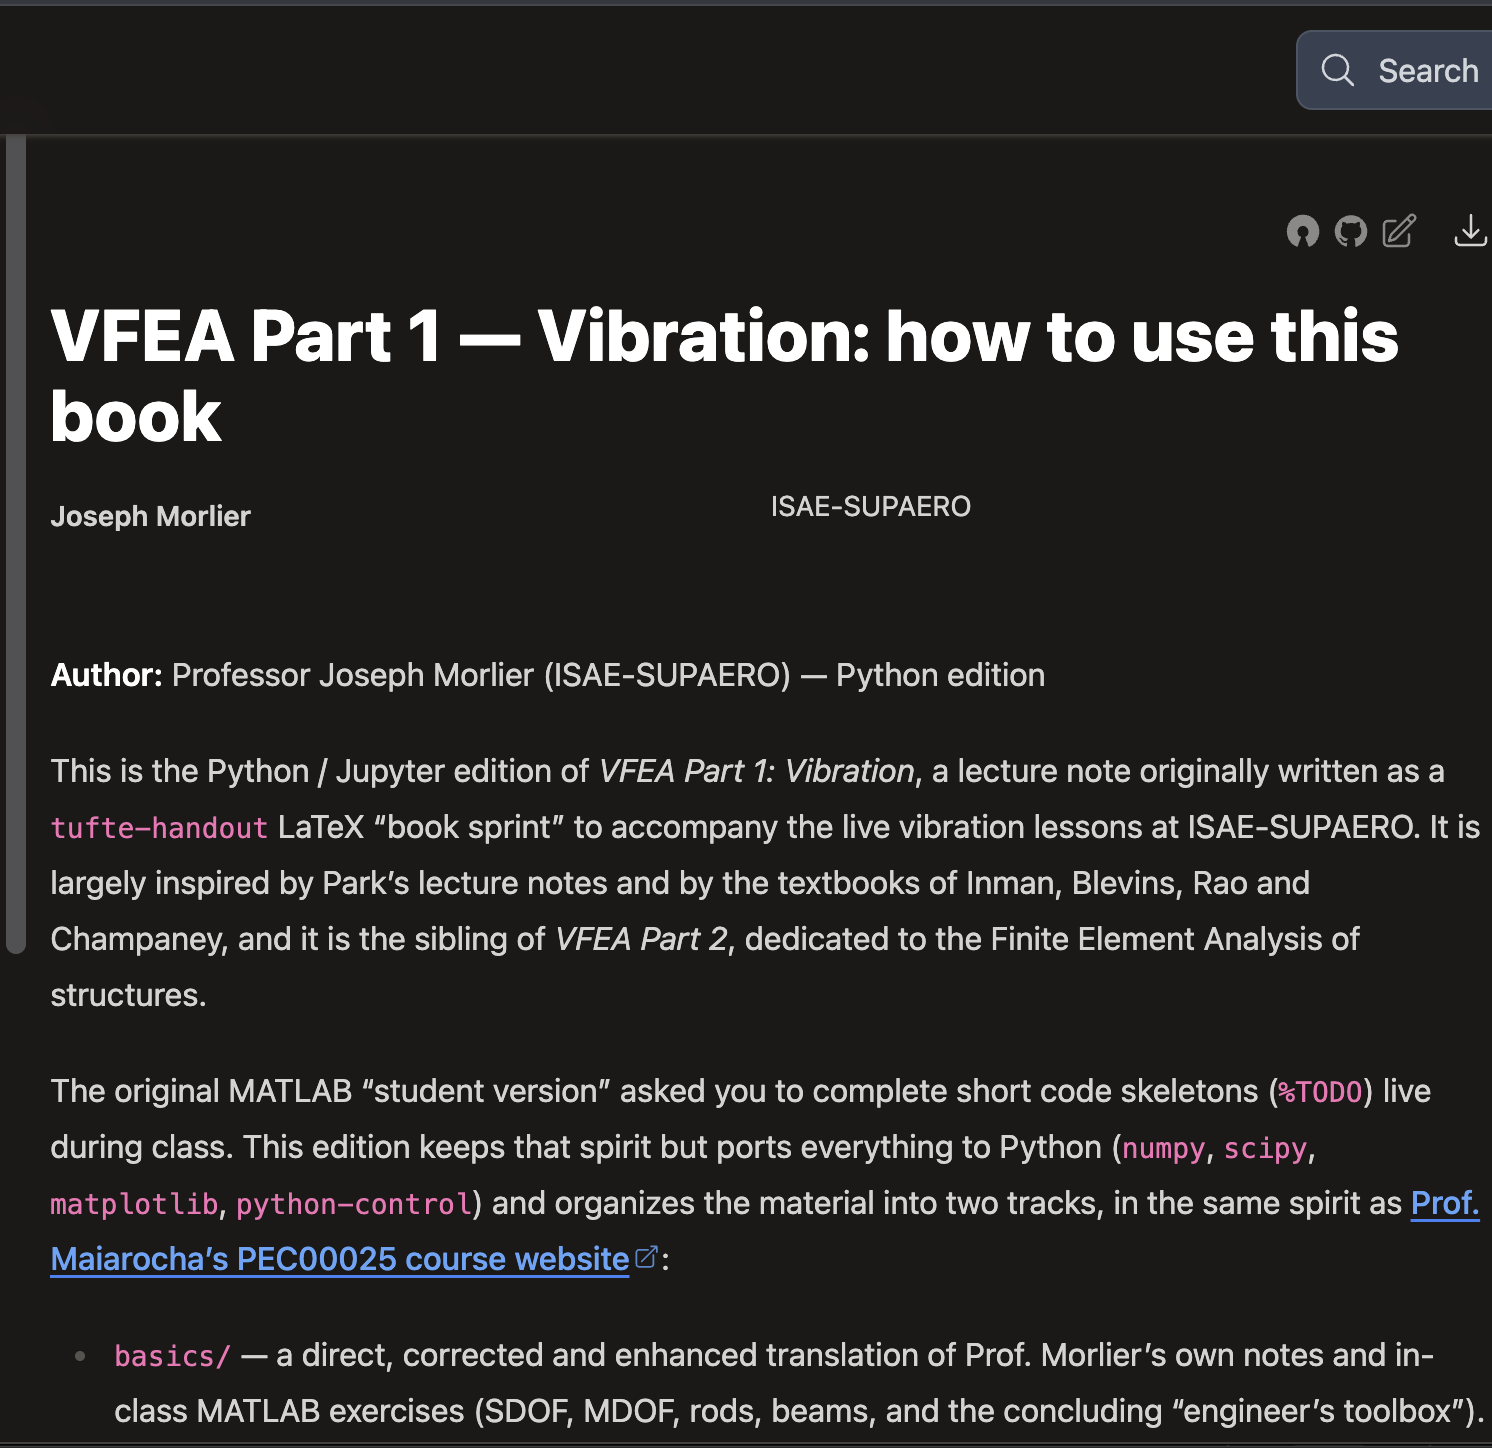 Search
VFEA Part 1 — Vibration: how to use this
book
Joseph Morlier
ISAE-SUPAERO
Author: Professor Joseph Morlier (ISAE-SUPAERO) — Python edition
This is the Python / Jupyter edition of VFEA Part 1: Vibration, a lecture note originally written as a
tufte-handout LaTeX “book sprint” to accompany the live vibration lessons at ISAE-SUPAERO. It is
largely inspired by Park’s lecture notes and by the textbooks of Inman, Blevins, Rao and
Champaney, and it is the sibling of VFEA Part 2, dedicated to the Finite Element Analysis of
structures.
The original MATLAB “student version” asked you to complete short code skeletons (%TODO) live
during class. This edition keeps that spirit but ports everything to Python (numpy, scipy,
matplotlib, python-control) and organizes the material into two tracks, in the same spirit as Prof.
Maiarocha’s PEC00025 course website:
• basics/ — a direct, corrected and enhanced translation of Prof. Morlier’s own notes and in-
class MATLAB exercises (SDOF, MDOF, rods, beams, and the concluding “engineer’s toolbox”).